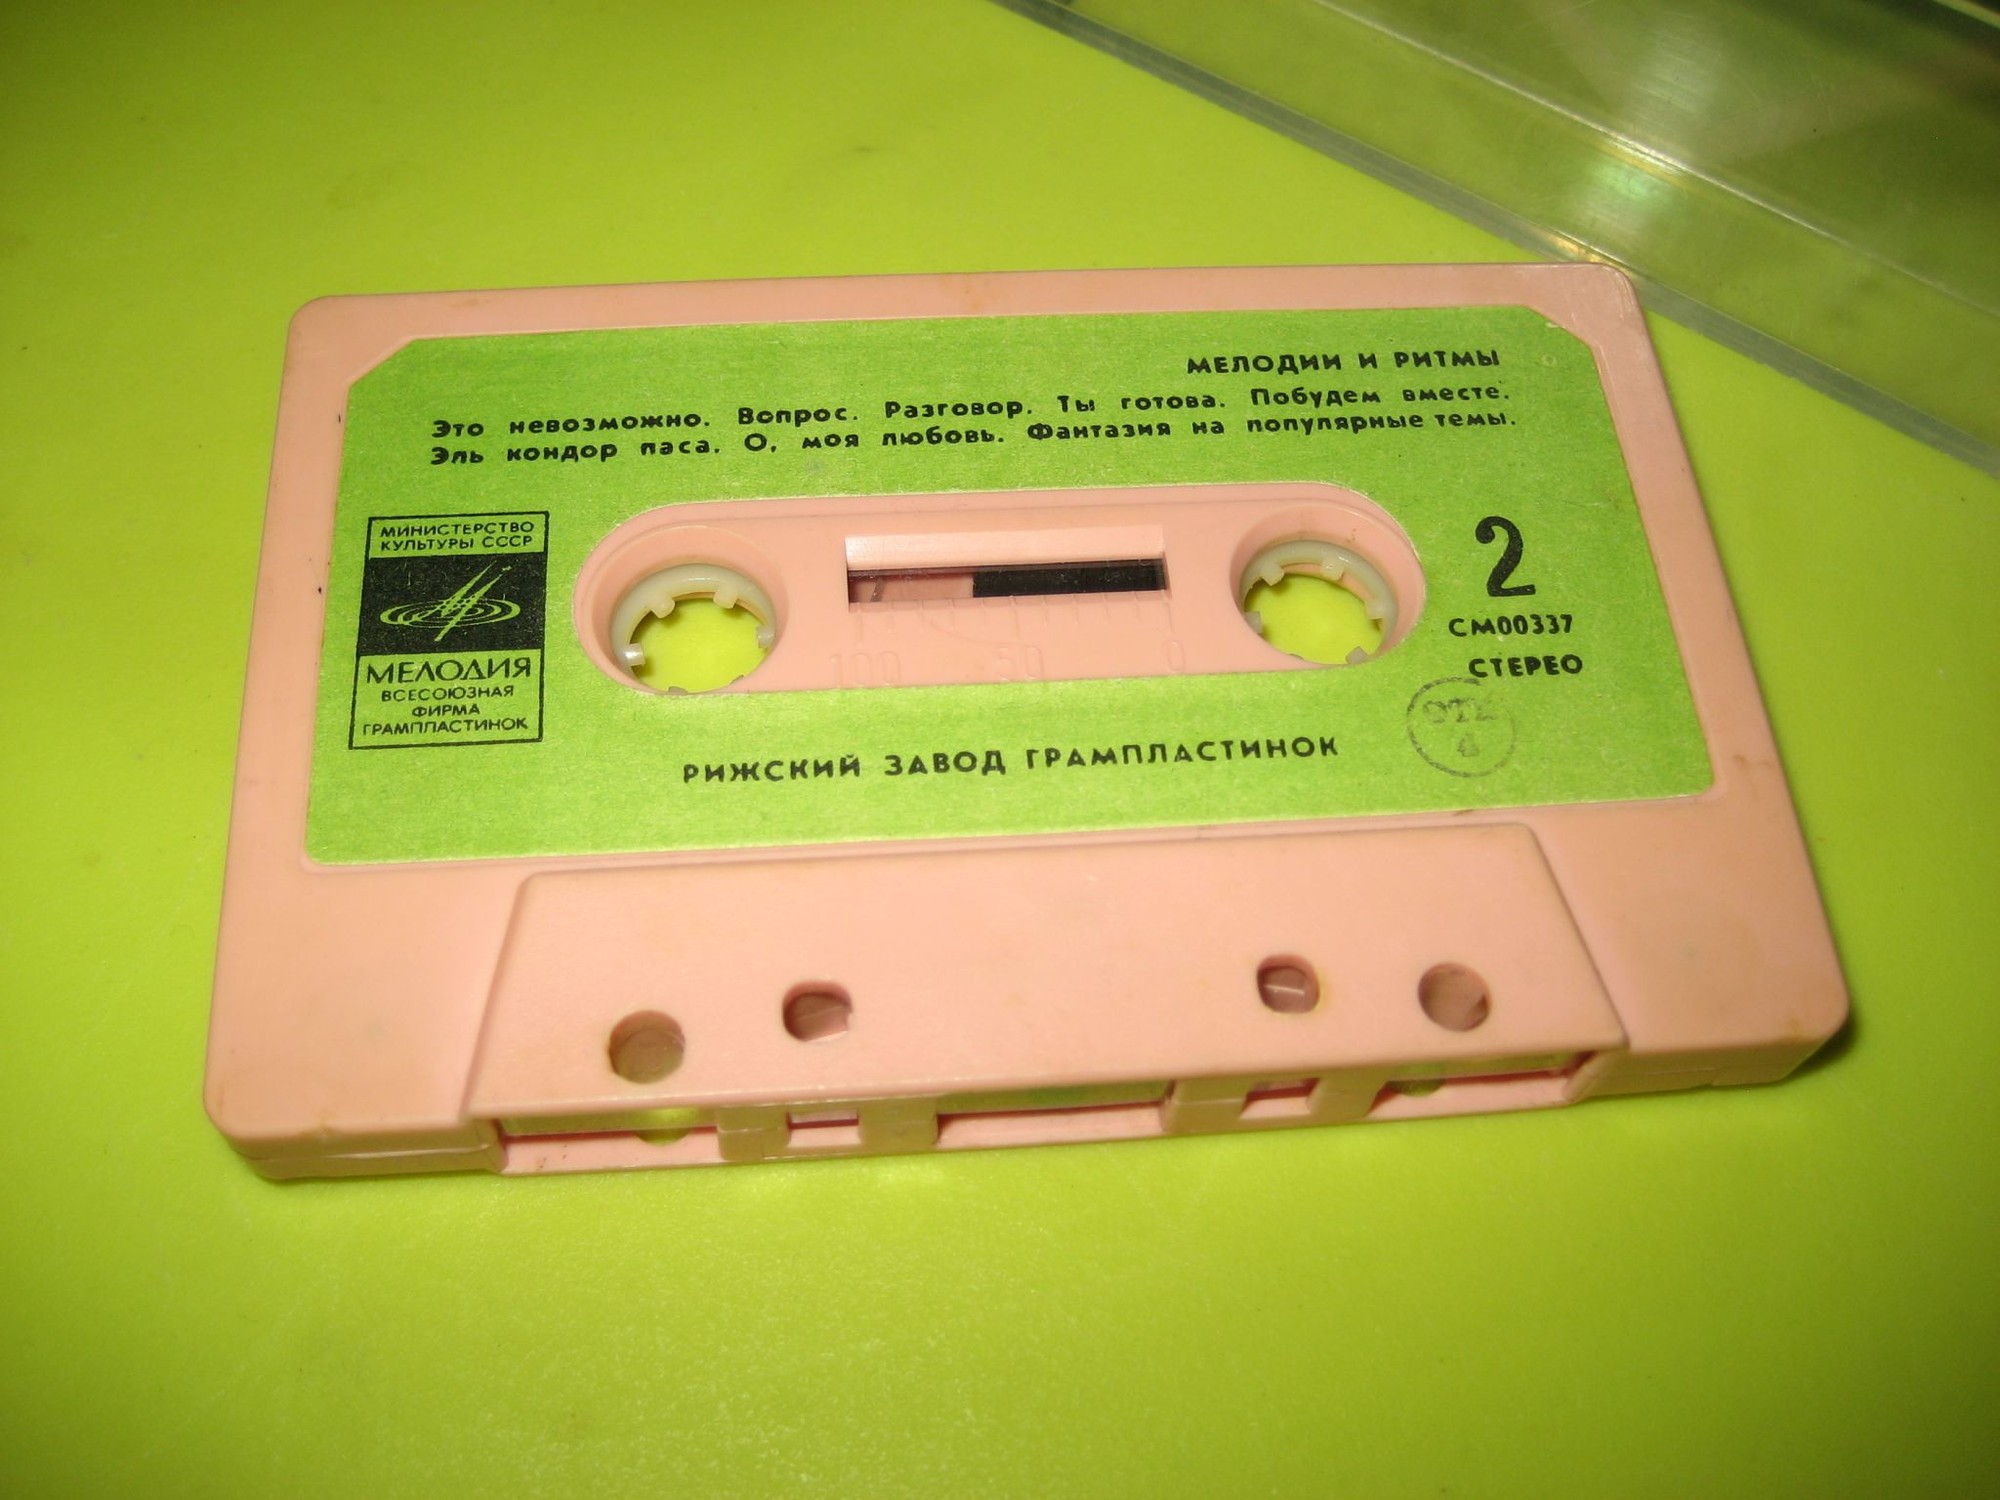 МЕЛОДИИ И РИТМЫ
Это невозможно. Вопрос. Разговор. Ты готова. Побудем вместе.
Эль кондор паса. О, моя любовь. Фантазия на популярные темы.
МИНИСТЕРСТВО
КУЛЬТУРЫ СССР
МЕЛОДИЯ
ВСЕСОЮЗНАЯ
ФИРМА
ГРАМПЛАСТИНОК
100 50 0
2
СМ00337
СТЕРЕО
ОТК
РИЖСКИЙ ЗАВОД ГРАМПЛАСТИНОК